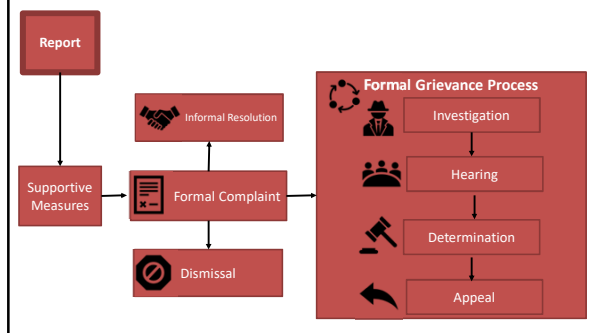 Report
Formal Grievance Process
Informal Resolution
Investigation
Supportive
Measures
Formal Complaint
Hearing
Dismissal
Determination
Appeal